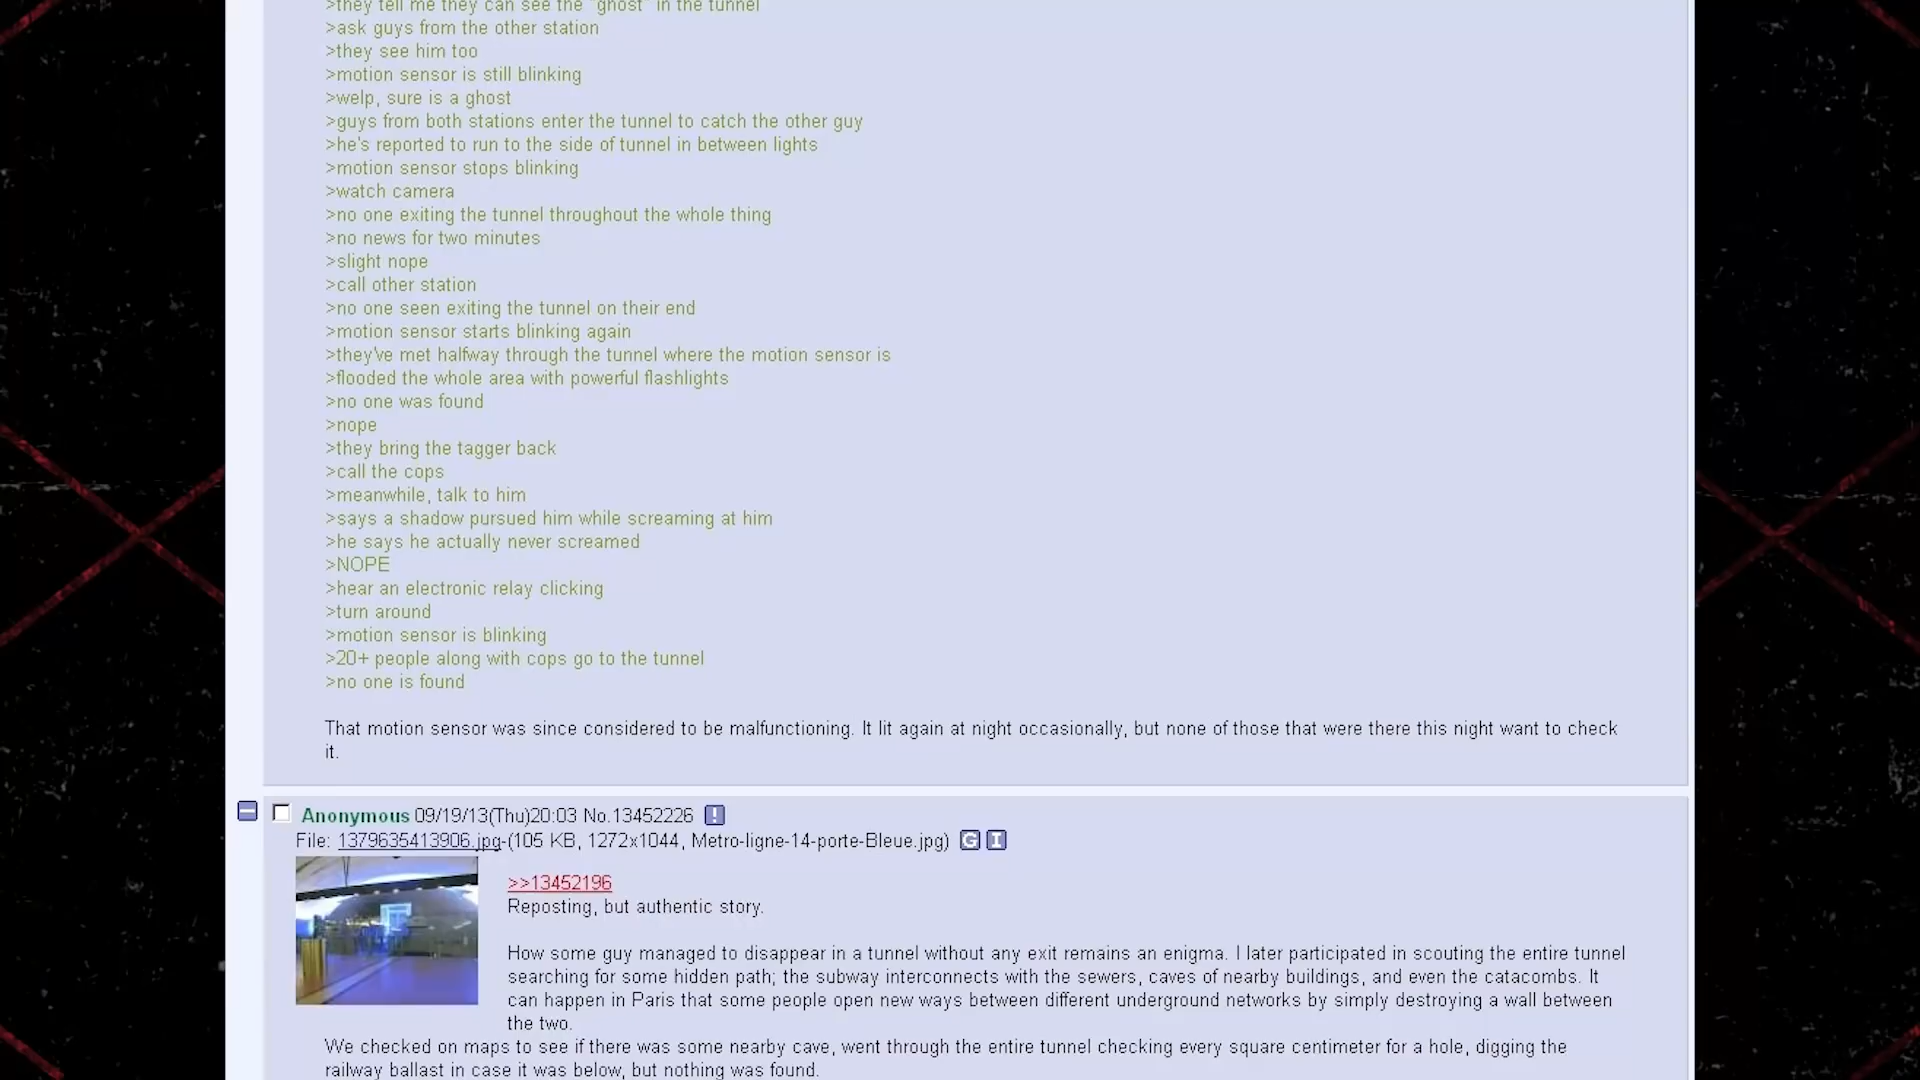 >they tell me they can see the "ghost" in the tunnel
>ask guys from the other station
>they see him too
>motion sensor is still blinking
>welp, sure is a ghost
>guys from both stations enter the tunnel to catch the other guy
>he's reported to run to the side of tunnel in between lights
>motion sensor stops blinking
>watch camera
>no one exiting the tunnel throughout the whole thing
>no news for two minutes
>slight nope
>call other station
>no one seen exiting the tunnel on their end
>motion sensor starts blinking again
>they've met halfway through the tunnel where the motion sensor is
>flooded the whole area with powerful flashlights
>no one was found
>nope
>they bring the tagger back
>call the cops
>meanwhile, talk to him
>says a shadow pursued him while screaming at him
>he says he actually never screamed
>NOPE
>hear an electronic relay clicking
>turn around
>motion sensor is blinking
>20+ people along with cops go to the tunnel
>no one is found
That motion sensor was since considered to be malfunctioning. It lit again at night occasionally, but none of those that were there this night want to check
it.
Anonymous 09/19/13(Thu)20:03 No.13452226 !
File: 1379635413906.jpg-(105 KB, 1272x1044, Metro-ligne-14-porte-Bleue.jpg) G I
>>13452196
Reposting, but authentic story.
How some guy managed to disappear in a tunnel without any exit remains an enigma. I later participated in scouting the entire tunnel
searching for some hidden path; the subway interconnects with the sewers, caves of nearby buildings, and even the catacombs. It
can happen in Paris that some people open new ways between different underground networks by simply destroying a wall between
the two.
We checked on maps to see if there was some nearby cave, went through the entire tunnel checking every square centimeter for a hole, digging the
railway ballast in case it was below, but nothing was found.